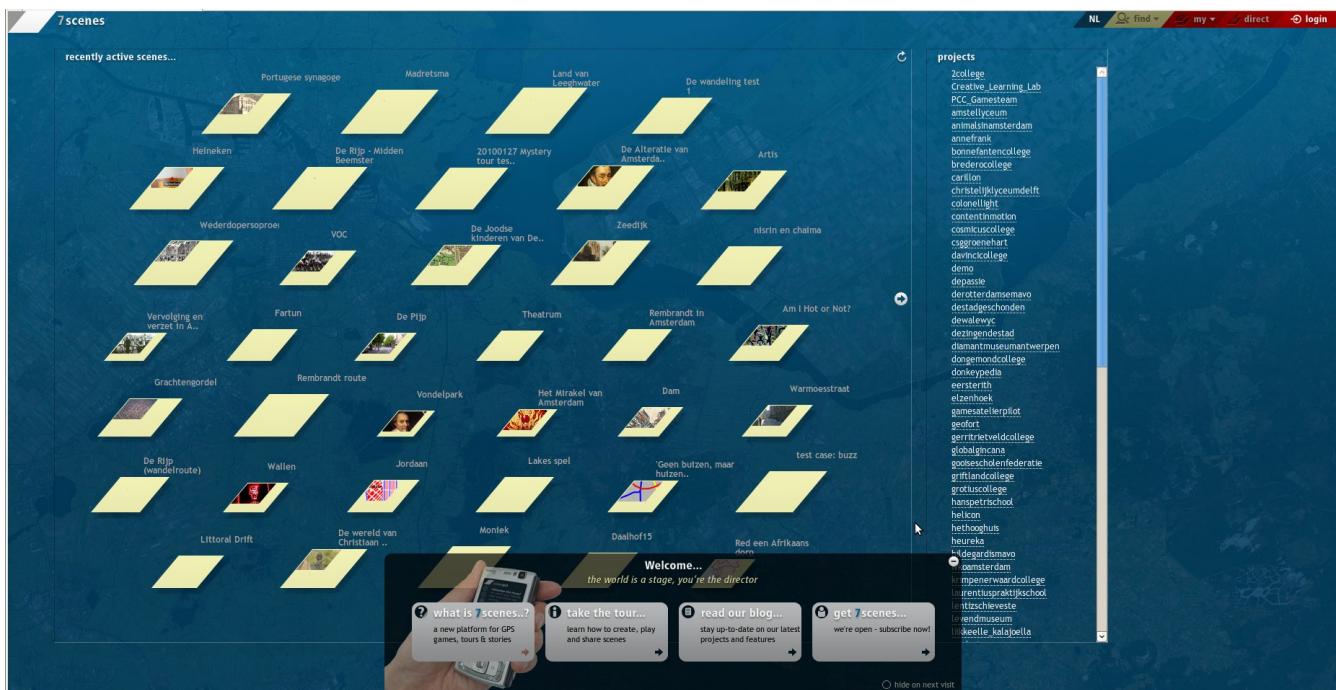 7scenes
NL find my direct login
recently active scenes...
Portugese synagoge
Madretsma
Land van
Leeghwater
De wandeling test
1
Heineken
De Rijp - Midden
Beemster
20100127 Mystery
tour tes..
De Alteratie van
Amsterda..
Artis
Wederdopersoproer
VOC
De Joodse
kinderen van De..
Zeedijk
nisrin en chaima
Vervolging en
verzet in A..
Fartun
De Pijp
Theatrum
Rembrandt in
Amsterdam
Am I Hot or Not?
Grachtengordel
Rembrandt route
Vondelpark
Het Mirakel van
Amsterdam
Dam
Warmoesstraat
De Rijp
(wandelroute)
Wallen
Jordaan
Lakes spel
'Geen buizen, maar
huizen..
test case: buzz
Littoral Drift
De wereld van
Christiaan ..
Moniek
Daalhof15
Red een Afrikaans
dorp
projects
2college
Creative_Learning_Lab
PCC_Gamesteam
amstellyceum
animalsinamsterdam
annefrank
bonnefantencollege
brederocollege
carillon
christelijklyceumdelft
colonellight
contentinmotion
cosmicuscollege
csggroenehart
davincicollege
demo
depassie
derotterdamsemavo
destadgeschonden
dewalewyc
dezingendestad
diamantmuseumantwerpen
dongemondcollege
donkeypedia
eersterith
elzenhoek
gamesatelierpilot
geofort
gerritrietveldcollege
globalgincana
gooisescholenfederatie
griftlandcollege
grotiuscollege
hanspetrischool
helicon
hethooghuis
heureka
hildegardismavo
krimpenerwaardcollege
laurentiuspraktijkschool
lentizschieveste
levendmuseum
Welcome...
the world is a stage, you're the director
what is 7scenes..?
a new platform for GPS
games, tours & stories
take the tour...
learn how to create, play
and share scenes
read our blog...
stay up-to-date on our latest
projects and features
get 7scenes...
we're open - subscribe now!
hide on next visit